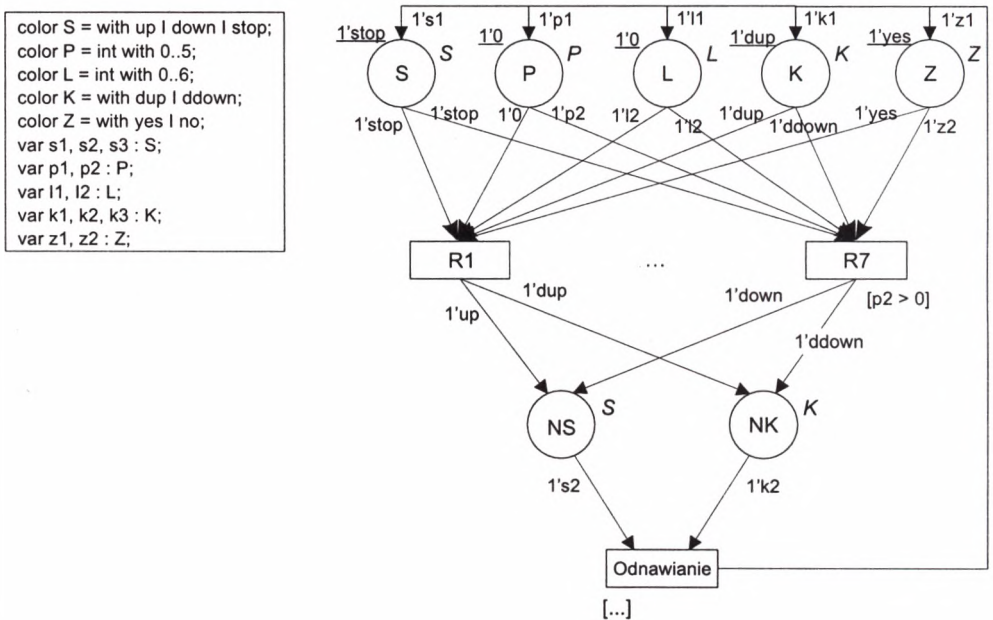 color S = with up I down I stop;
color P = int with 0..5;
color L = int with 0..6;
color K = with dup I ddown;
color Z = with yes I no;
var s1, s2, s3 : S;
var p1, p2 : P;
var l1, l2 : L;
var k1, k2, k3 : K;
var z1, z2 : Z;
1's1 1'p1 1'l1 1'k1 1'z1
1'stop S 1'0 P 1'0 L 1'dup K 1'yes Z
S P L K Z
1'stop 1'stop 1'0 1'p2 1'l2 1'l2 1'dup 1'ddown 1'yes 1'z2
R1 ... R7
[p2 > 0]
1'up 1'dup 1'down 1'ddown
S K
NS NK
1's2 1'k2
Odnawianie
[...]